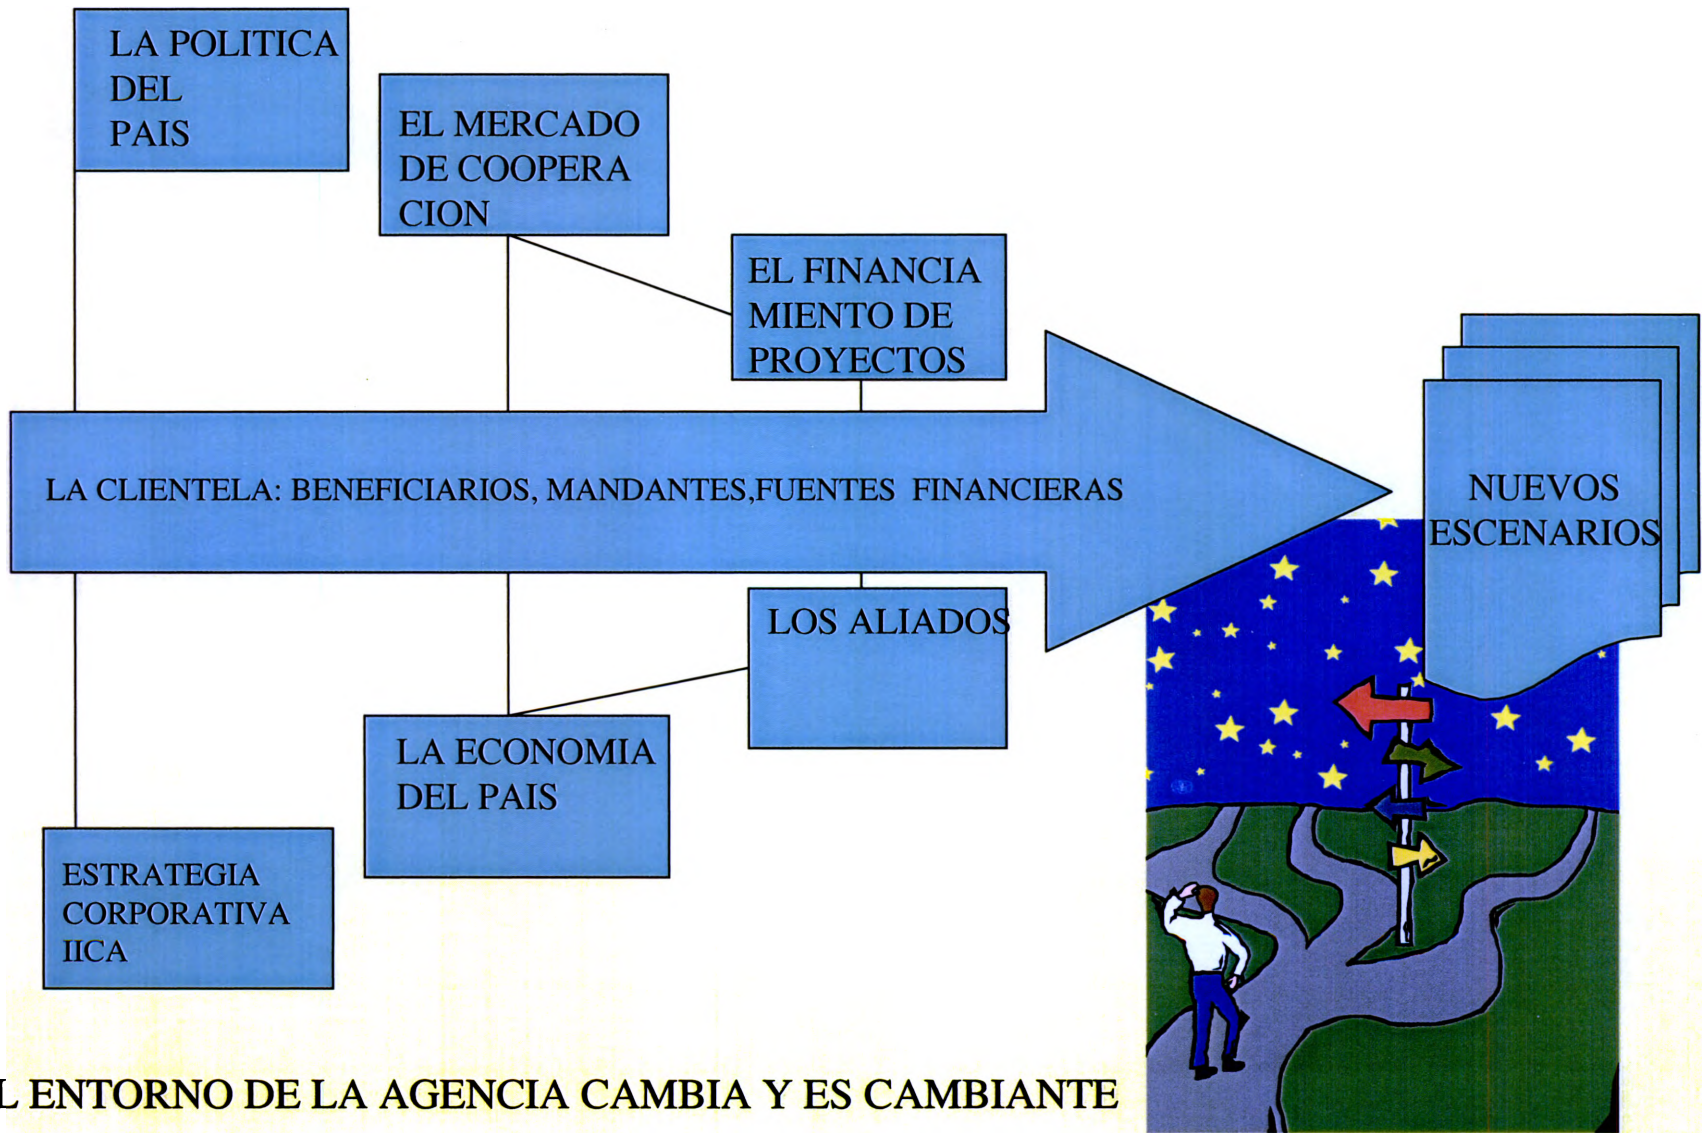 LA POLITICA
DEL
PAIS
EL MERCADO
DE COOPERA
CION
EL FINANCIA
MIENTO DE
PROYECTOS
LA CLIENTELA: BENEFICIARIOS, MANDANTES,FUENTES FINANCIERAS
NUEVOS
ESCENARIOS
LOS ALIADOS
LA ECONOMIA
DEL PAIS
ESTRATEGIA
CORPORATIVA
IICA
L ENTORNO DE LA AGENCIA CAMBIA Y ES CAMBIANTE